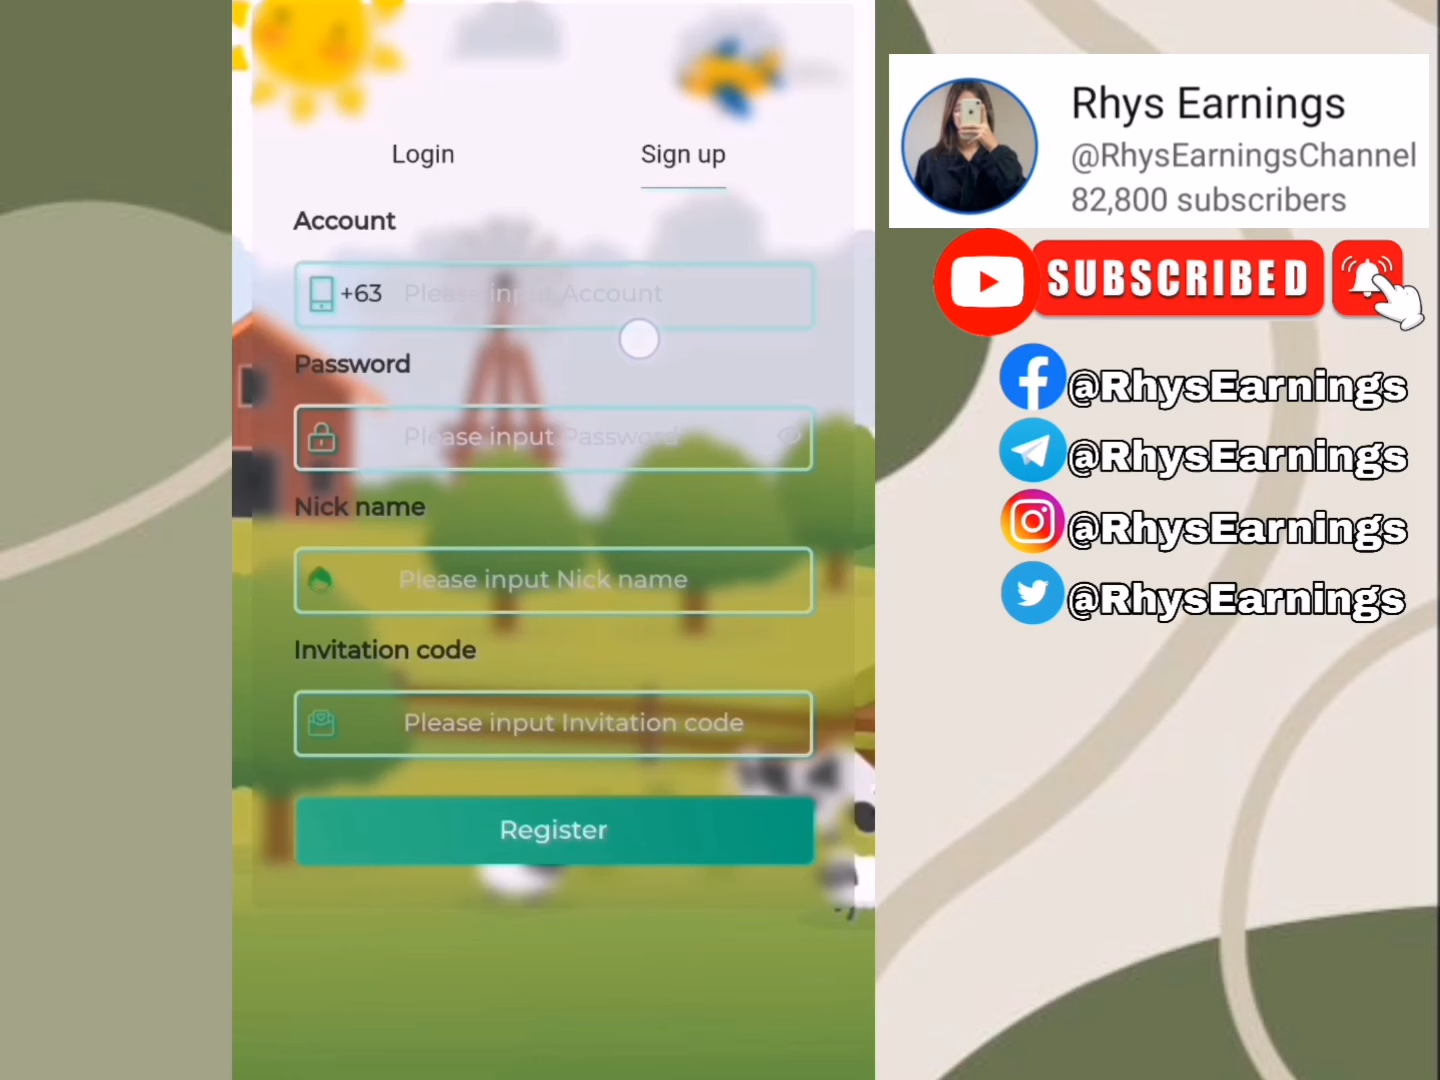 Login
Sign up
Account
+63 Please input Account
Password
Please input Password
Nick name
Please input Nick name
Invitation code
Please input Invitation code
Register
Rhys Earnings
@RhysEarningsChannel
82,800 subscribers
SUBSCRIBED
@RhysEarnings
@RhysEarnings
@RhysEarnings
@RhysEarnings